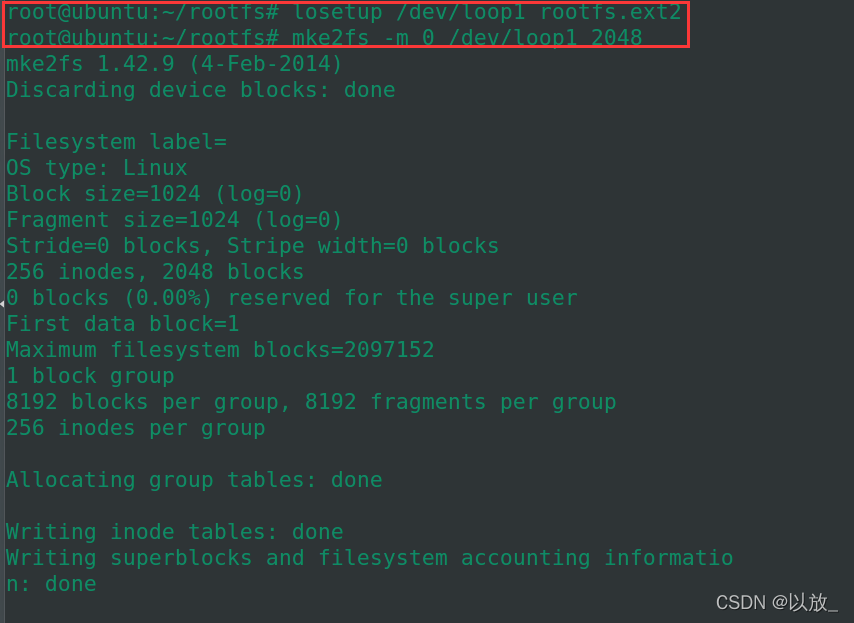 root@ubuntu:~/rootfs# losetup /dev/loop1 rootfs.ext2
root@ubuntu:~/rootfs# mke2fs -m 0 /dev/loop1 2048
mke2fs 1.42.9 (4-Feb-2014)
Discarding device blocks: done
Filesystem label=
OS type: Linux
Block size=1024 (log=0)
Fragment size=1024 (log=0)
Stride=0 blocks, Stripe width=0 blocks
256 inodes, 2048 blocks
0 blocks (0.00%) reserved for the super user
First data block=1
Maximum filesystem blocks=2097152
1 block group
8192 blocks per group, 8192 fragments per group
256 inodes per group
Allocating group tables: done
Writing inode tables: done
Writing superblocks and filesystem accounting informatio
n: done
CSDN @以放_